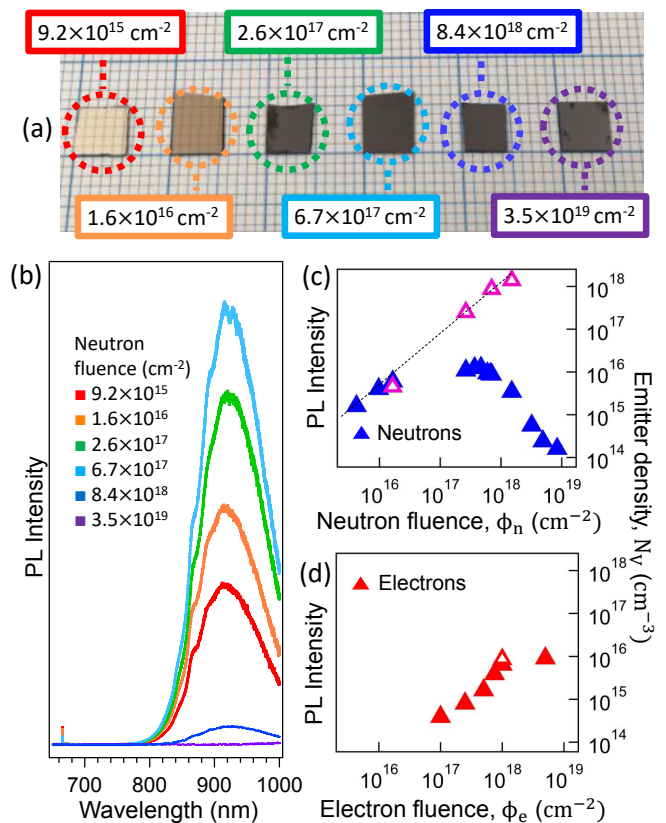 9.2×10¹⁵ cm⁻²
2.6×10¹⁷ cm⁻²
8.4×10¹⁸ cm⁻²
(a)
1.6×10¹⁶ cm⁻²
6.7×10¹⁷ cm⁻²
3.5×10¹⁹ cm⁻²
(b)
Neutron
fluence (cm⁻²)
9.2×10¹⁵
1.6×10¹⁶
2.6×10¹⁷
6.7×10¹⁷
8.4×10¹⁸
3.5×10¹⁹
PL Intensity
700 800 900 1000
Wavelength (nm)
(c)
PL Intensity
Neutrons
10¹⁸
10¹⁷
10¹⁶
10¹⁵
10¹⁴
10¹⁶ 10¹⁷ 10¹⁸ 10¹⁹
Neutron fluence, ϕₙ (cm⁻²)
Emitter density, N_V (cm⁻³)
(d)
PL Intensity
Electrons
10¹⁸
10¹⁷
10¹⁶
10¹⁵
10¹⁴
10¹⁶ 10¹⁷ 10¹⁸ 10¹⁹
Electron fluence, ϕₑ (cm⁻²)